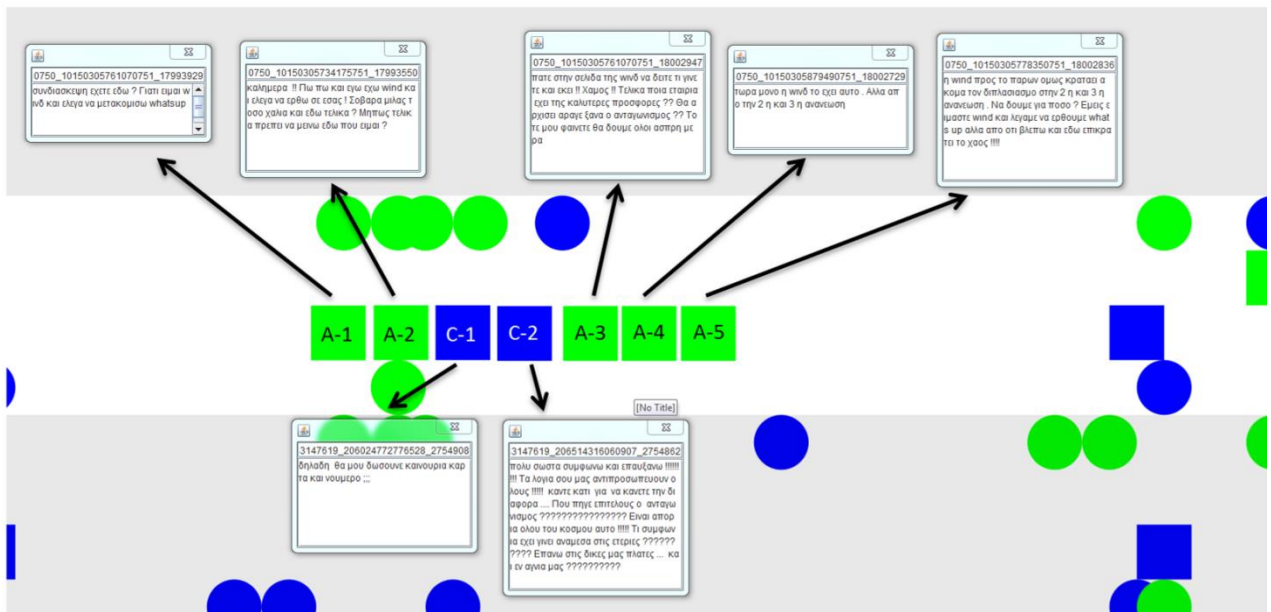 0750_10150305761070751_17993929
συνδιασκεψη εχετε εδω ? Γιατι ειμαι w
ινδ και ελεγα να μετακομισω whatsup
0750_10150305734175751_17993550
καλημερα !! Πω πω και εγω εχω wind κα
ι ελεγα να ερθω σε εσας ! Σοβαρα μιλας τ
οσο χαλια και εδω τελικα ? Μηπως τελικ
α πρεπει να μεινω εδω που ειμαι ?
0750_10150305761070751_18002947
πατε στην σελιδα της wινδ να δειτε τι γινε
τε και εκει !! Χαμος !! Τελικα ποια εταιρια
εχει της καλυτερες προσφορες ?? Θα α
ρχισει αραγε ξανα ο ανταγωνισμος ?? Το
τε μου φαινετε θα δουμε ολοι ασπρη με
ρα
0750_10150305879490751_18002729
τωρα μονο η wινδ το εχει αυτο . Αλλα απ
ο την 2 η και 3 η ανανεωση
0750_10150305778350751_18002836
η wind προς το παρων ομως κραταει α
κομα τον διπλασιασμο στην 2 η και 3 η
ανανεωση . Να δουμε για ποσο ? Εμεις ε
ιμαστε wind και λεγαμε να ερθουμε what
s up αλλα απο οτι βλεπω και εδω επικρα
τει το χαος !!!!
A-1
A-2
C-1
C-2
A-3
A-4
A-5
[No Title]
3147619_206024772776528_2754908
δηλαδη θα μου δωσουνε καινουρια καρ
τα και νουμερο ;;;
3147619_206514316060907_2754862
πολυ σωστα συμφωνω και επαυξανω !!!!!!
!!! Τα λογια σου μας αντιπροσωπευουν ο
λους !!!!! καντε κατι για να κανετε την δι
αφορα .... Που πηγε επιτελους ο ανταγω
νισμος ???????????????? Ειναι απορ
ια ολου του κοσμου αυτο !!!!! Τι συμφων
ια εχει γινει αναμεσα στις ετεριες ??????
???? Επανω στις δικες μας πλατες ... κα
ι εν αγνια μας ??????????